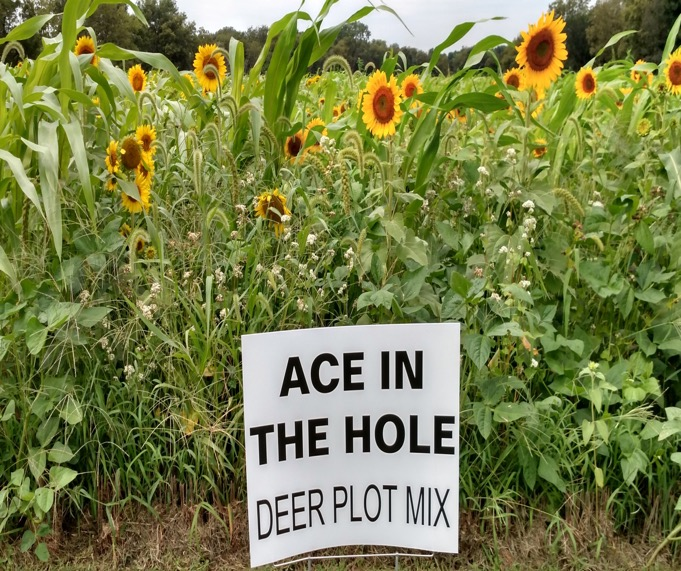 ACE IN
THE HOLE
DEER PLOT MIX